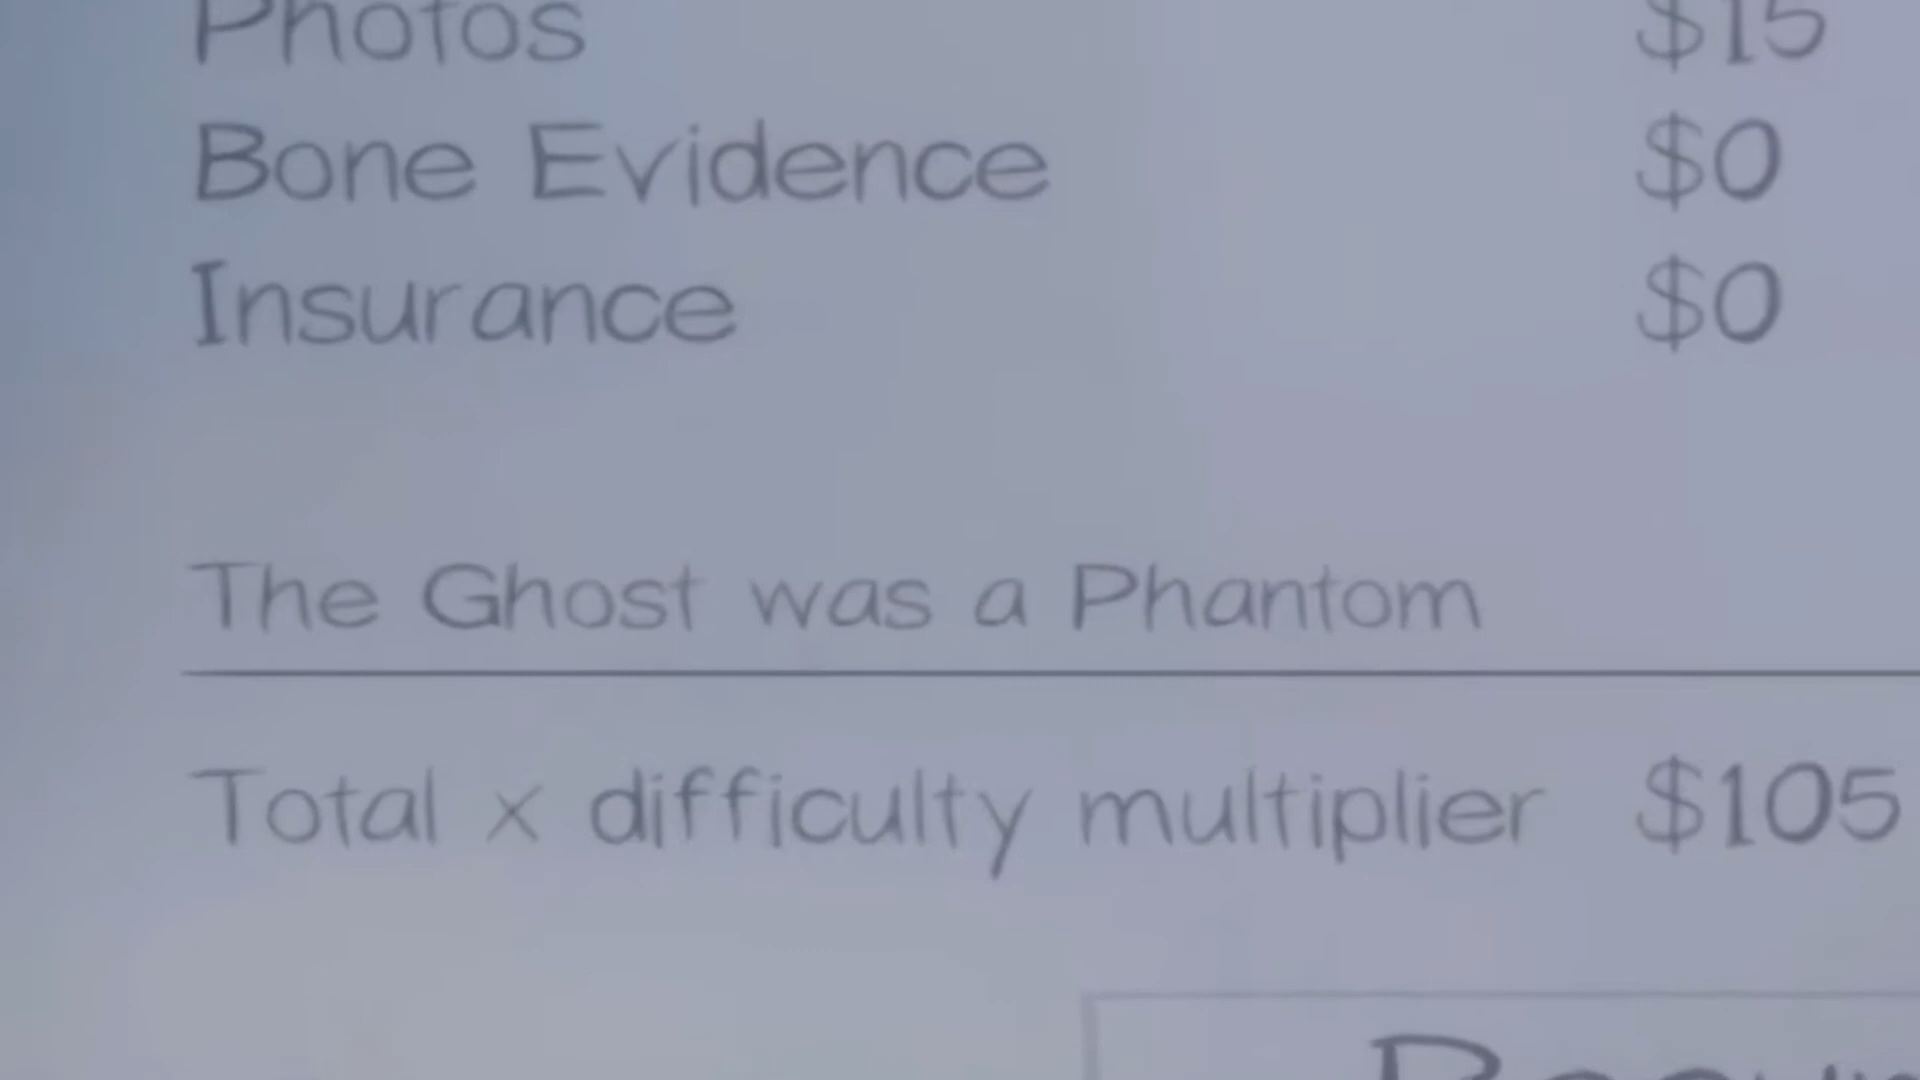 Photos $15
Bone Evidence $0
Insurance $0
The Ghost was a Phantom
Total x difficulty multiplier $105